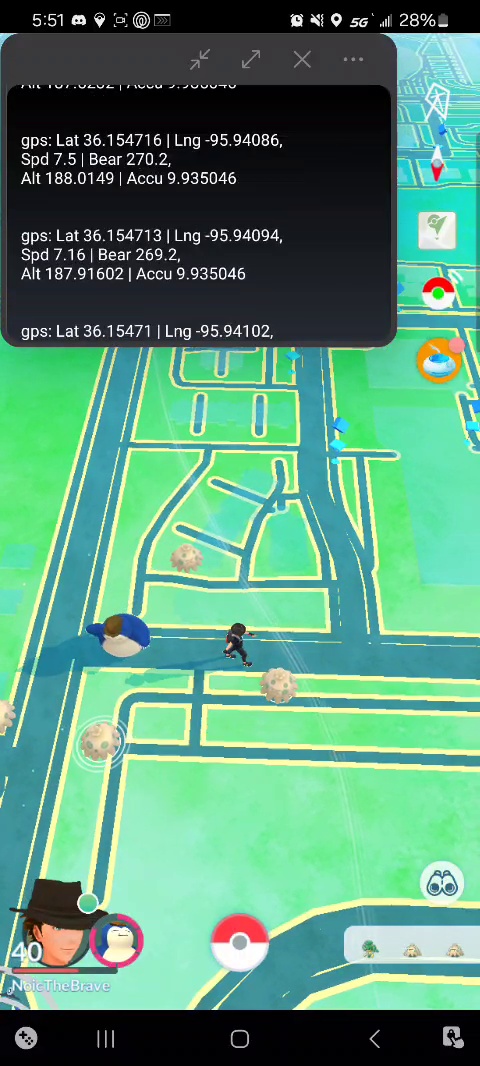 5:51
5G
28%
gps: Lat 36.154716 | Lng -95.94086,
Spd 7.5 | Bear 270.2,
Alt 188.0149 | Accu 9.935046
gps: Lat 36.154713 | Lng -95.94094,
Spd 7.16 | Bear 269.2,
Alt 187.91602 | Accu 9.935046
gps: Lat 36.15471 | Lng -95.94102,
40
NoicTheBrave